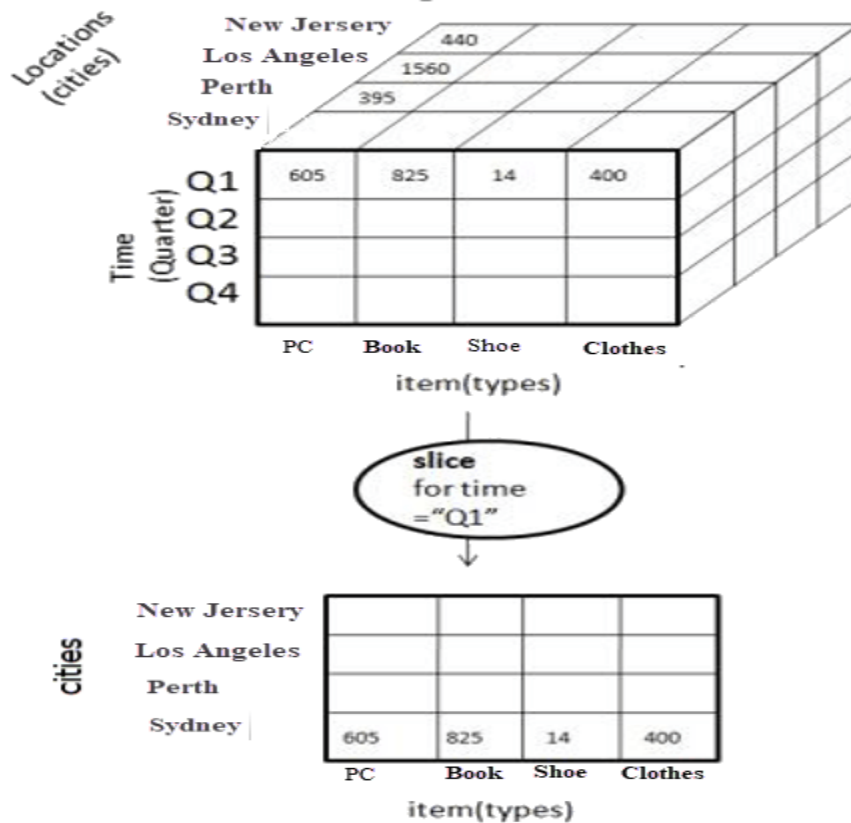 New Jersery
Los Angeles
Perth
Sydney
Locations
(cities)
440
1560
395
Q1 605 825 14 400
Q2
Q3
Q4
Time
(Quarter)
PC Book Shoe Clothes
item(types)
slice
for time
="Q1"
New Jersery
Los Angeles
Perth
Sydney 605 825 14 400
cities
PC Book Shoe Clothes
item(types)